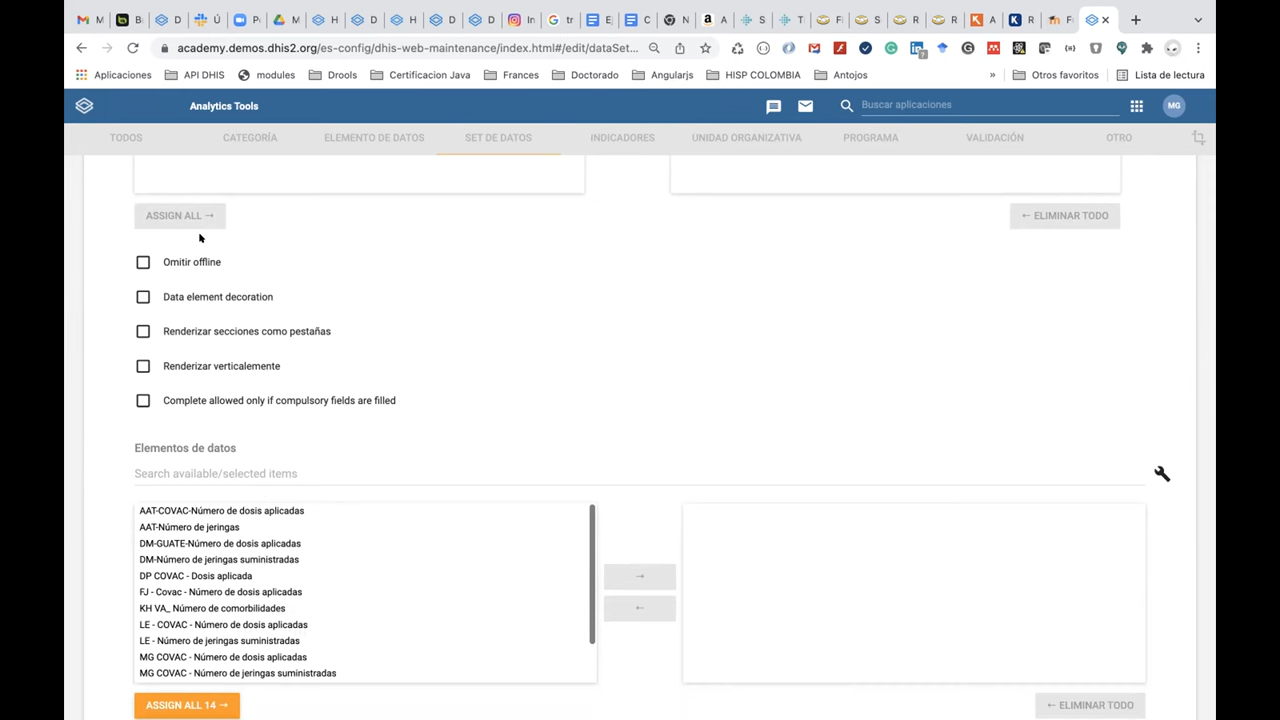 M B D Ú D D Z P M H D H D D In G tr E C N A S T F S R R A R F
academy.demos.dhis2.org/es-config/dhis-web-maintenance/index.html#/edit/dataSet...
Aplicaciones API DHIS modules Drools Certificacion Java Frances Doctorado Angularjs HISP COLOMBIA Antojos » Otros favoritos Lista de lectura
Analytics Tools Buscar aplicaciones MG
TODOS CATEGORÍA ELEMENTO DE DATOS SET DE DATOS INDICADORES UNIDAD ORGANIZATIVA PROGRAMA VALIDACIÓN OTRO
ASSIGN ALL → ← ELIMINAR TODO
Omitir offline
Data element decoration
Renderizar secciones como pestañas
Renderizar verticalemente
Complete allowed only if compulsory fields are filled
Elementos de datos
Search available/selected items
AAT-COVAC-Número de dosis aplicadas
AAT-Número de jeringas
DM-GUATE-Número de dosis aplicadas
DM-Número de jeringas suministradas
DP COVAC - Dosis aplicada
FJ - Covac - Número de dosis aplicadas
KH VA_ Número de comorbilidades
LE - COVAC - Número de dosis aplicadas
LE - Número de jeringas suministradas
MG COVAC - Número de dosis aplicadas
MG COVAC - Número de jeringas suministradas
→
←
ASSIGN ALL 14 → ← ELIMINAR TODO